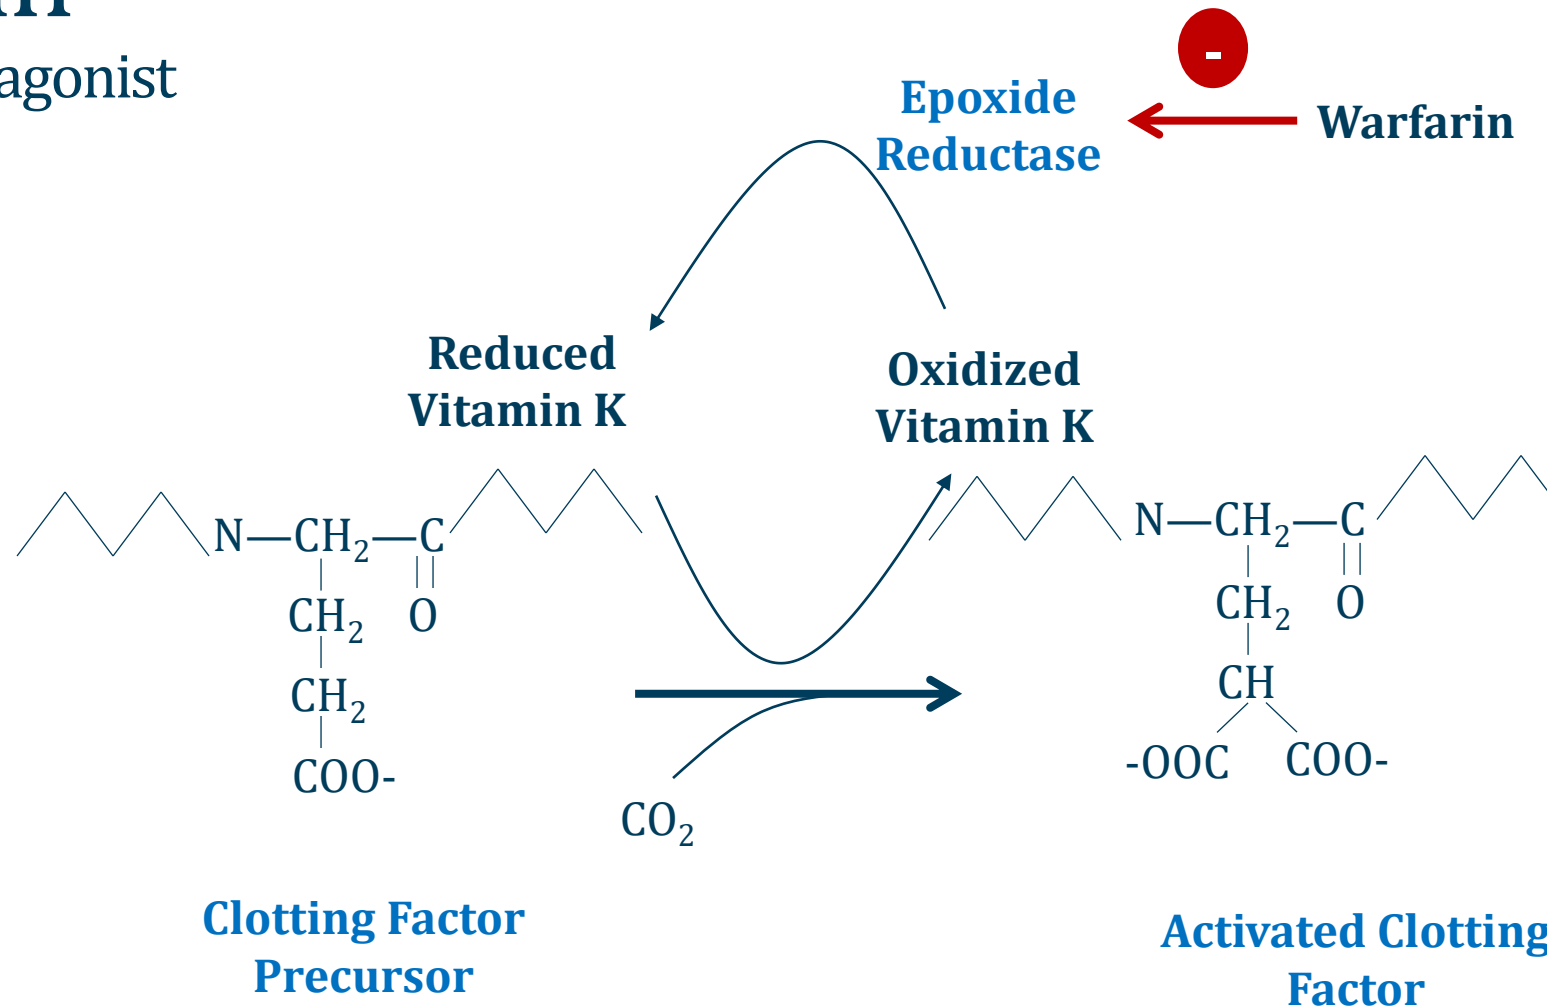 agonist
-
Epoxide
Reductase
Warfarin
Reduced
Vitamin K
Oxidized
Vitamin K
N—CH₂—C
CH₂ O
CH₂
COO-
N—CH₂—C
CH₂ O
CH
-OOC COO-
CO₂
Clotting Factor
Precursor
Activated Clotting
Factor